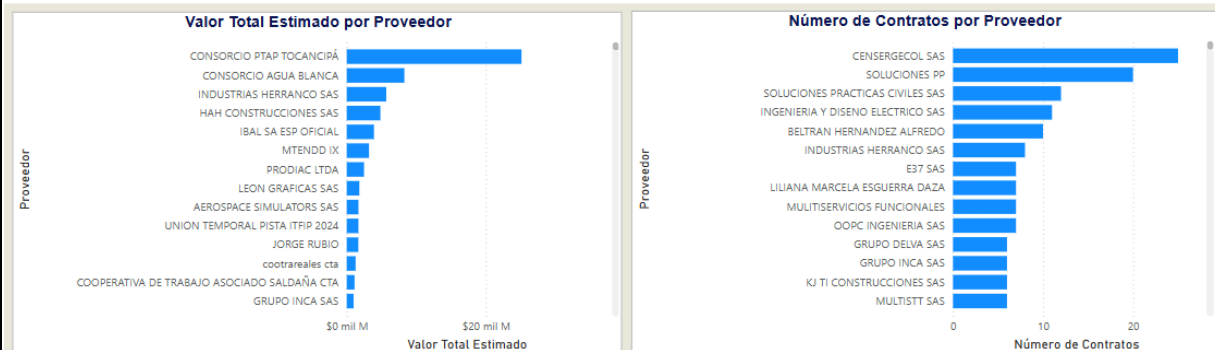 Valor Total Estimado por Proveedor
Proveedor
CONSORCIO PTAP TOCANCIPÁ
CONSORCIO AGUA BLANCA
INDUSTRIAS HERRANCO SAS
HAH CONSTRUCCIONES SAS
IBAL SA ESP OFICIAL
MTENDD IX
PRODIAC LTDA
LEON GRAFICAS SAS
AEROSPACE SIMULATORS SAS
UNION TEMPORAL PISTA ITFIP 2024
JORGE RUBIO
cootrareales cta
COOPERATIVA DE TRABAJO ASOCIADO SALDAÑA CTA
GRUPO INCA SAS
$0 mil M $20 mil M
Valor Total Estimado
Número de Contratos por Proveedor
Proveedor
CENSERGECOL SAS
SOLUCIONES PP
SOLUCIONES PRACTICAS CIVILES SAS
INGENIERIA Y DISENO ELECTRICO SAS
BELTRAN HERNANDEZ ALFREDO
INDUSTRIAS HERRANCO SAS
E37 SAS
LILIANA MARCELA ESGUERRA DAZA
MULITISERVICIOS FUNCIONALES
OOPC INGENIERIA SAS
GRUPO DELVA SAS
GRUPO INCA SAS
KJ TI CONSTRUCCIONES SAS
MULTISTT SAS
0 10 20
Número de Contratos